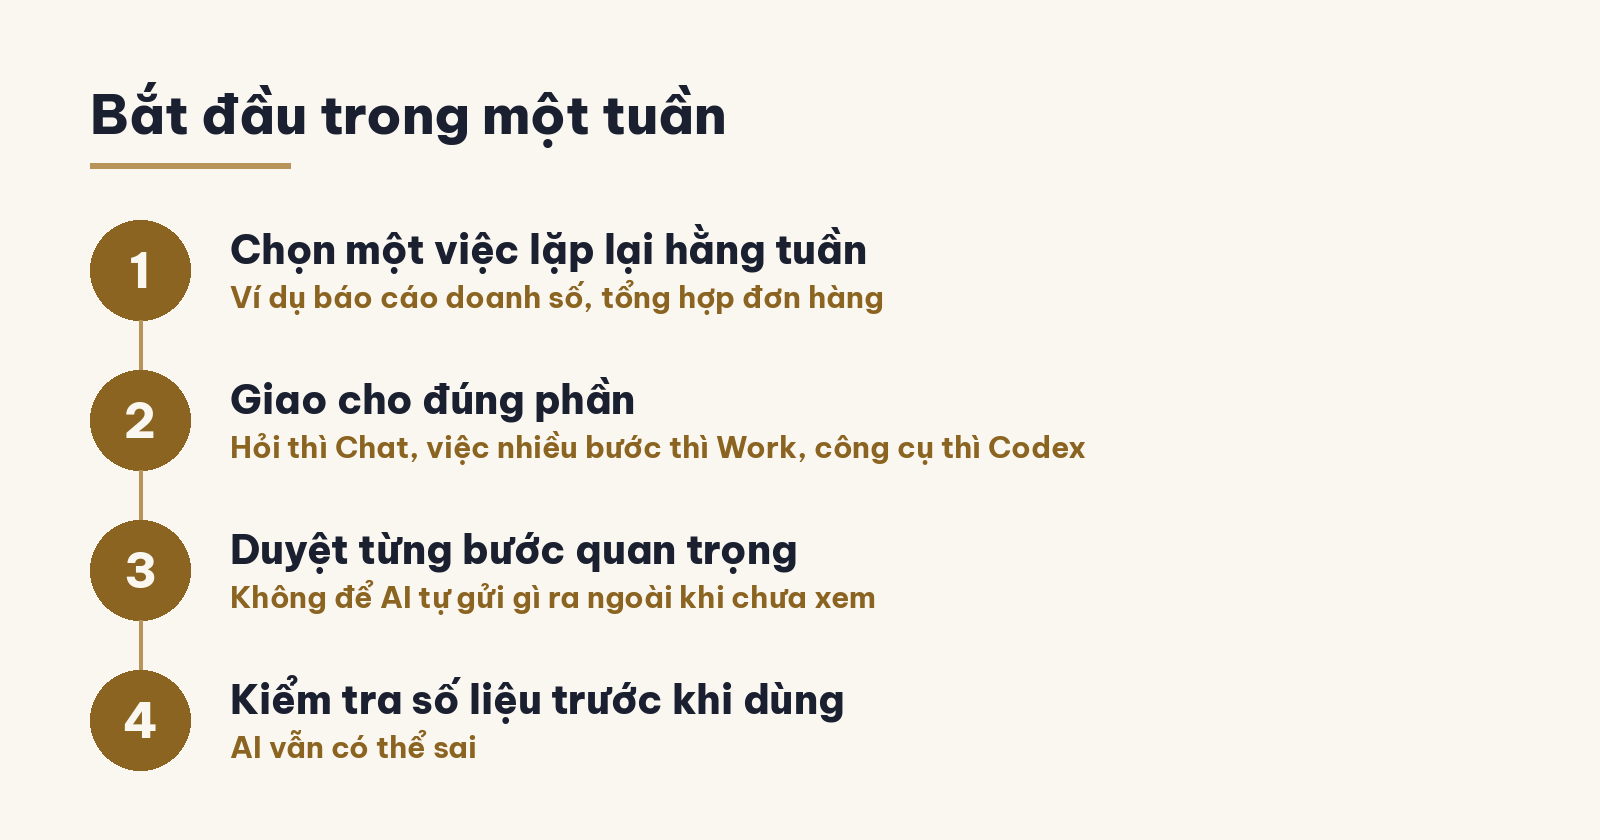 Bắt đầu trong một tuần
1
Chọn một việc lặp lại hằng tuần
Ví dụ báo cáo doanh số, tổng hợp đơn hàng
2
Giao cho đúng phần
Hỏi thì Chat, việc nhiều bước thì Work, công cụ thì Codex
3
Duyệt từng bước quan trọng
Không để AI tự gửi gì ra ngoài khi chưa xem
4
Kiểm tra số liệu trước khi dùng
AI vẫn có thể sai